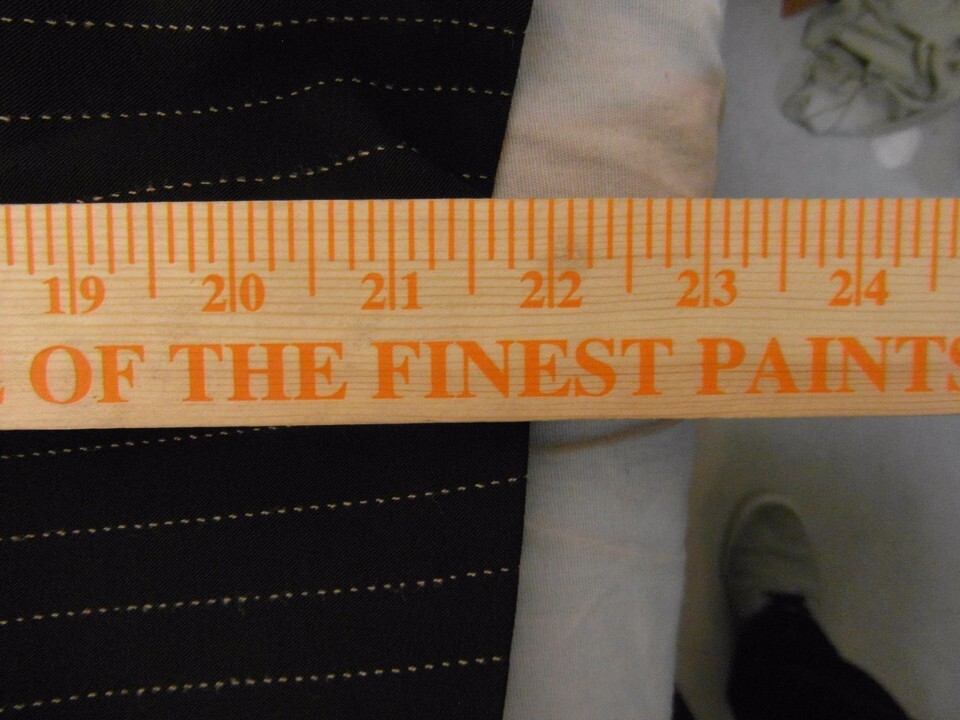 19 20 21 22 23 24
OF THE FINEST PAINTS